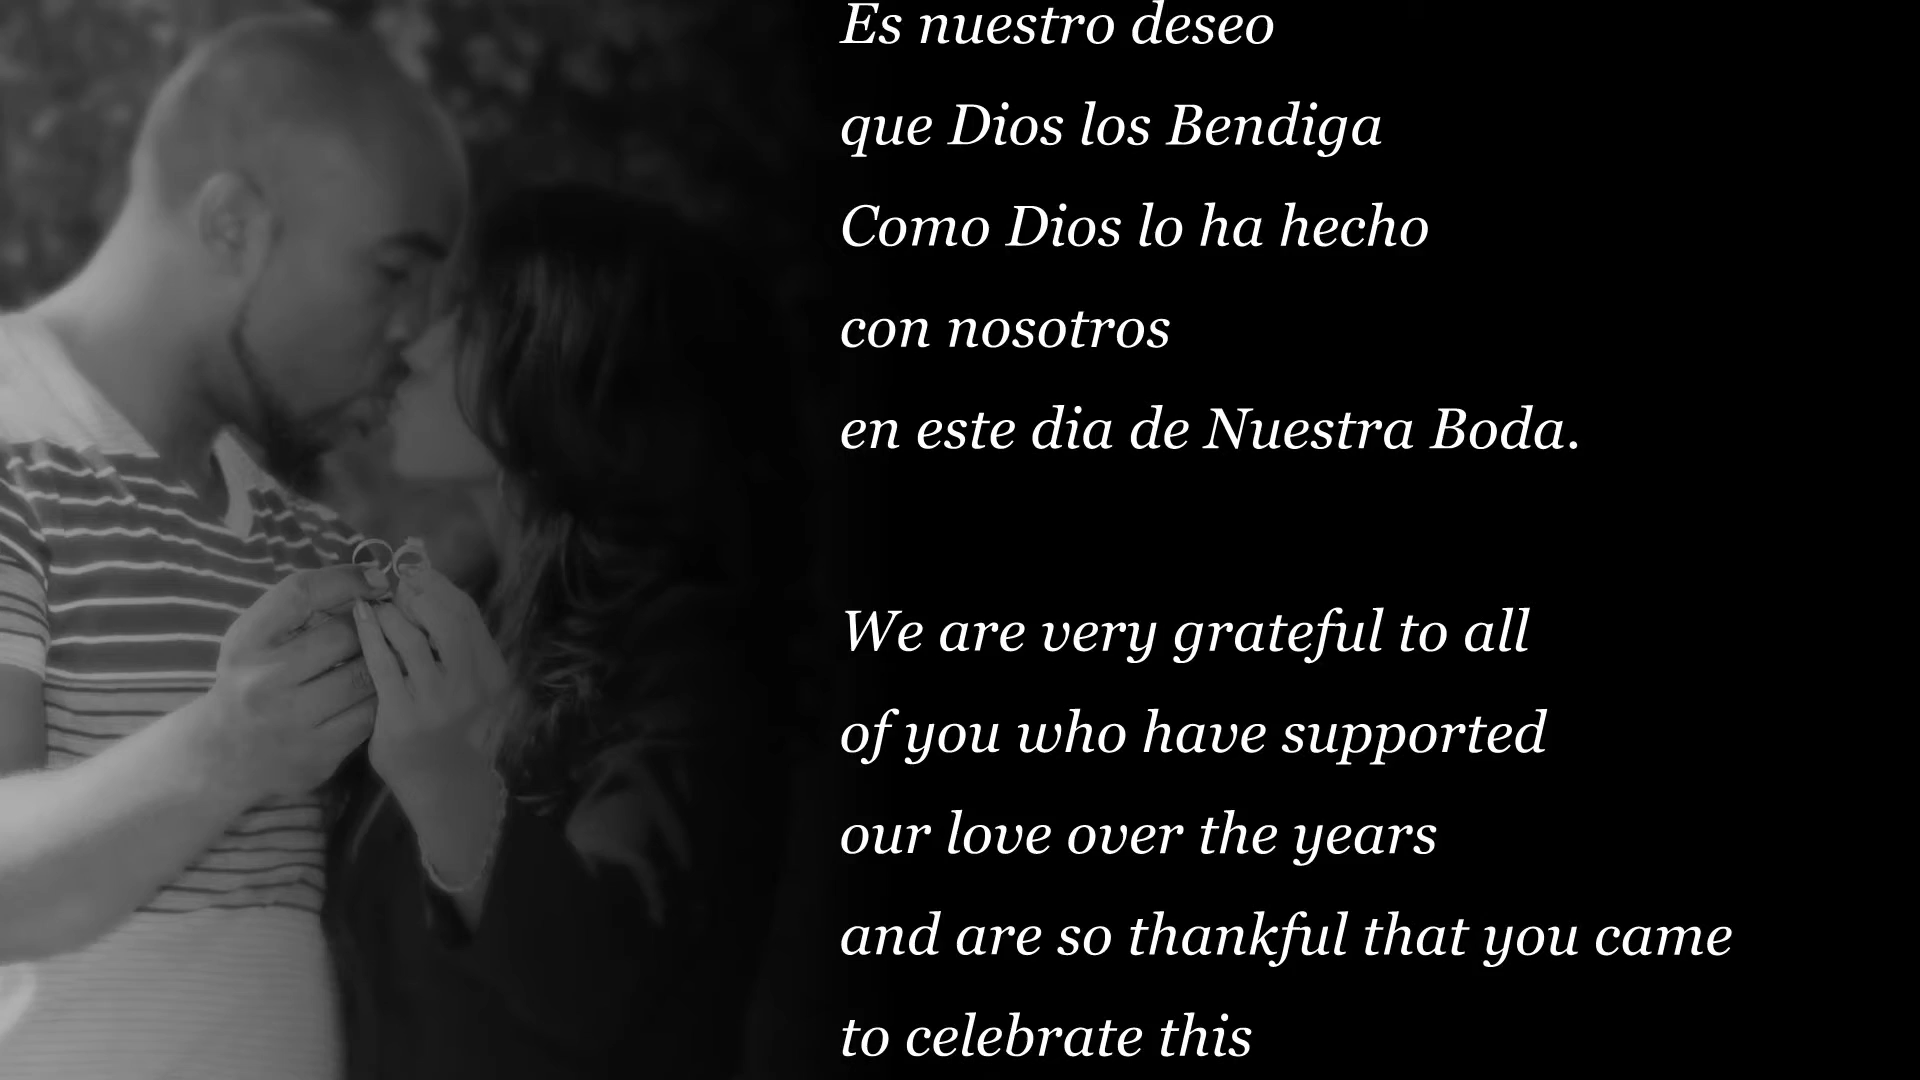 Es nuestro deseo
que Dios los Bendiga
Como Dios lo ha hecho
con nosotros
en este dia de Nuestra Boda.
We are very grateful to all
of you who have supported
our love over the years
and are so thankful that you came
to celebrate this